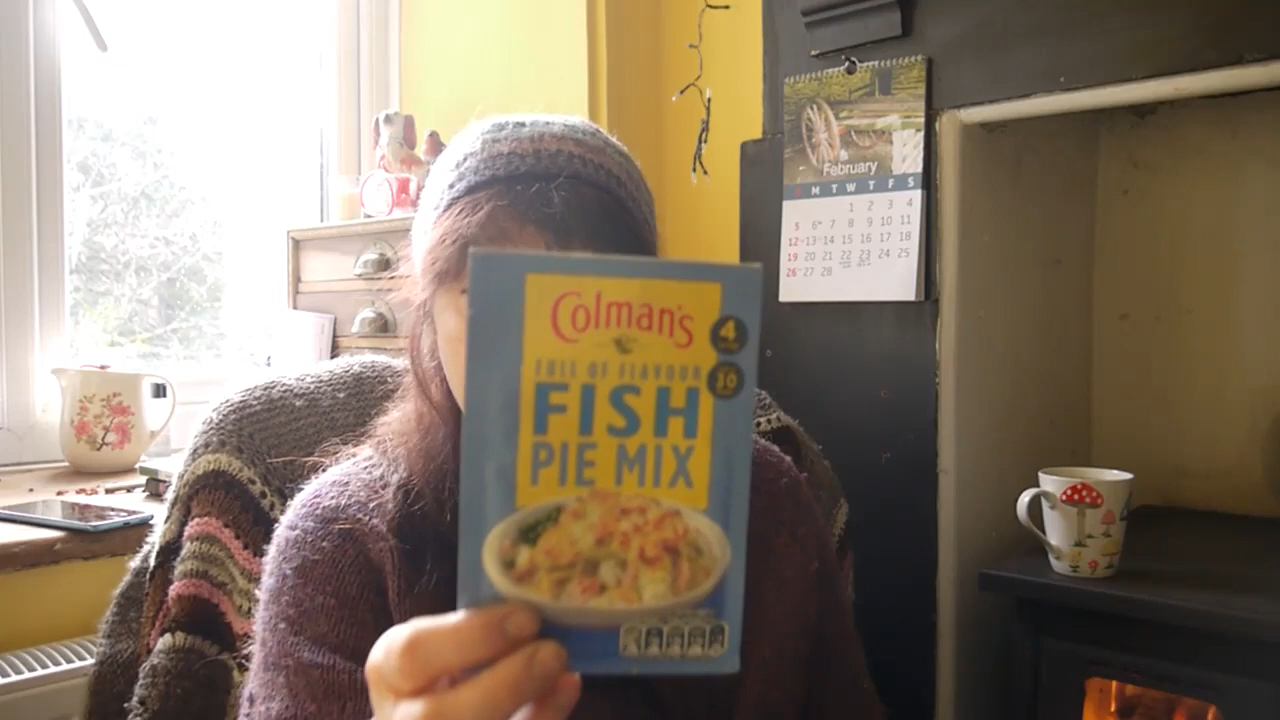 Colman's
4
FULL OF FLAVOUR
30
FISH
PIE MIX
February
S M T W T F S
1 2 3 4
5 6 7 8 9 10 11
12 13 14 15 16 17 18
19 20 21 22 23 24 25
26 27 28